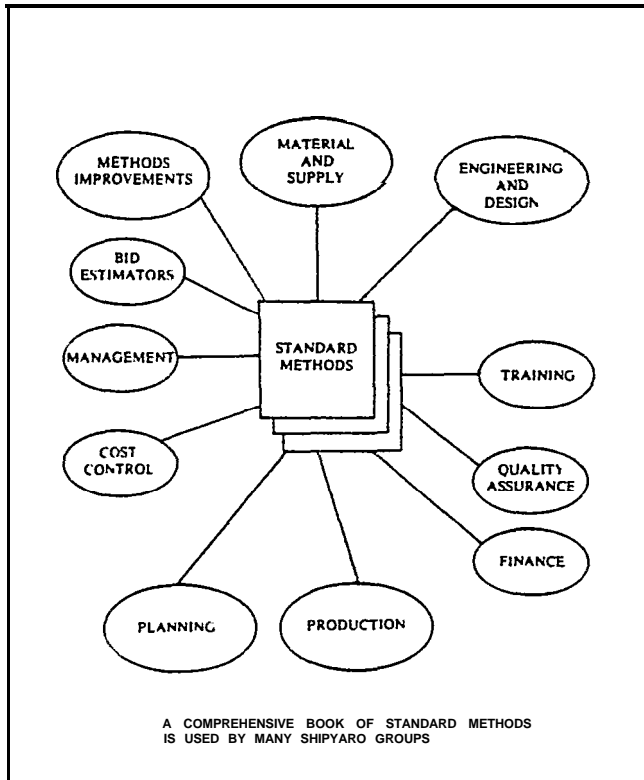 METHODS
IMPROVEMENTS
MATERIAL
AND
SUPPLY
ENGINEERING
AND
DESIGN
BID
ESTIMATORS
MANAGEMENT
STANDARD
METHODS
TRAINING
COST
CONTROL
QUALITY
ASSURANCE
FINANCE
PLANNING
PRODUCTION
A COMPREHENSIVE BOOK OF STANDARD METHODS
IS USED BY MANY SHIPYARO GROUPS